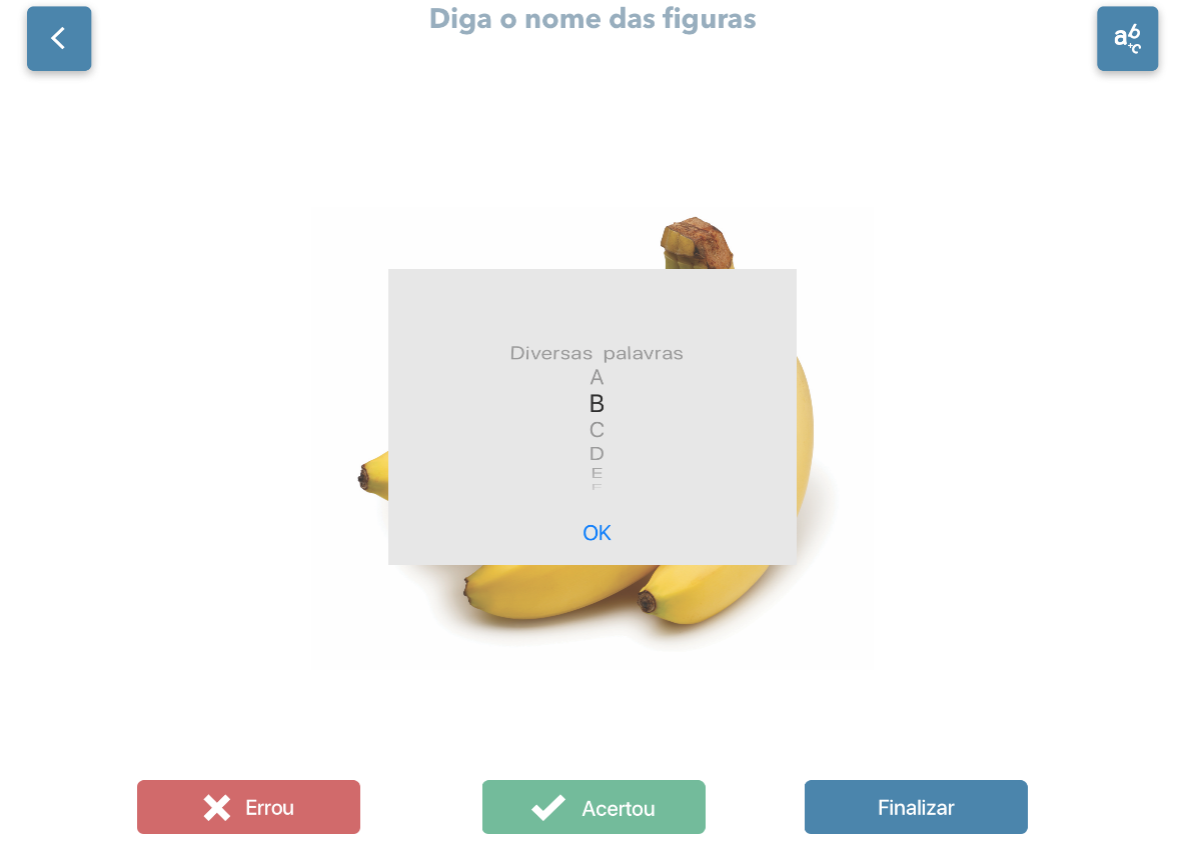 Diga o nome das figuras
a b + c
Diversas palavras
A
B
C
D
E
F
OK
Errou
Acertou
Finalizar